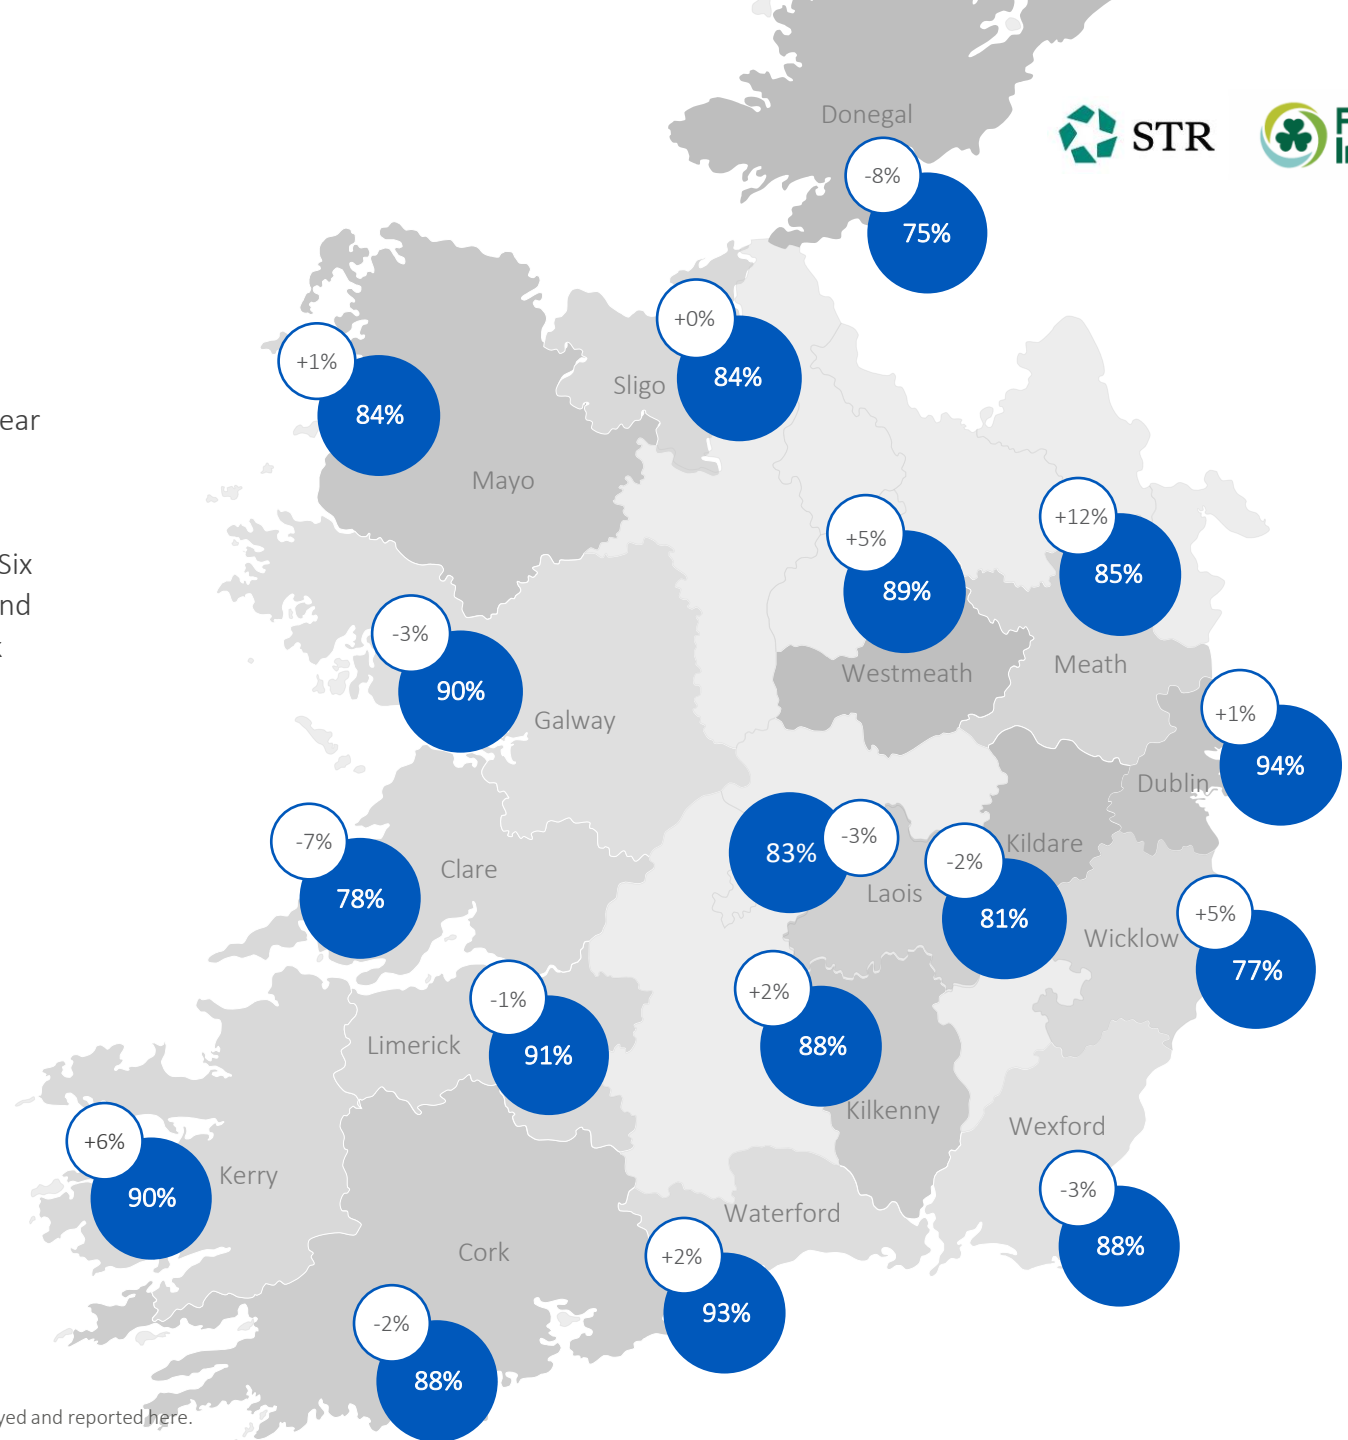 Donegal
STR
-8%
75%
+0%
84%
Sligo
+1%
84%
Mayo
ear
+12%
85%
+5%
89%
Six
nd
-3%
90%
Westmeath
Meath
Galway
+1%
94%
Dublin
-7%
78%
Clare
83%
-3%
Laois
-2%
81%
Kildare
+5%
77%
Wicklow
-1%
91%
Limerick
+2%
88%
Kilkenny
+6%
90%
Kerry
Wexford
-3%
88%
Waterford
+2%
93%
Cork
-2%
88%
yed and reported here.